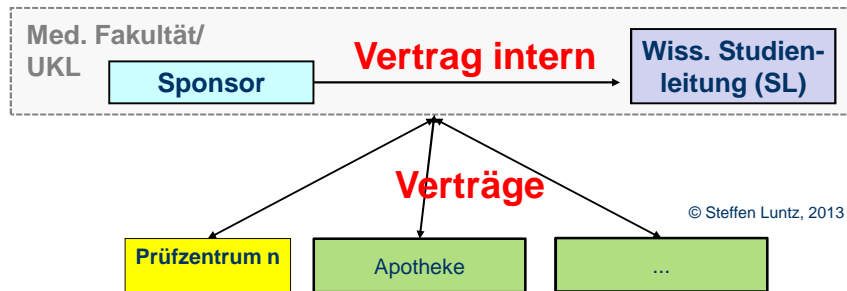 Med. Fakultät/
UKL
Sponsor
Vertrag intern
Wiss. Studien-
leitung (SL)
Verträge
© Steffen Luntz, 2013
Prüfzentrum n
Apotheke
...